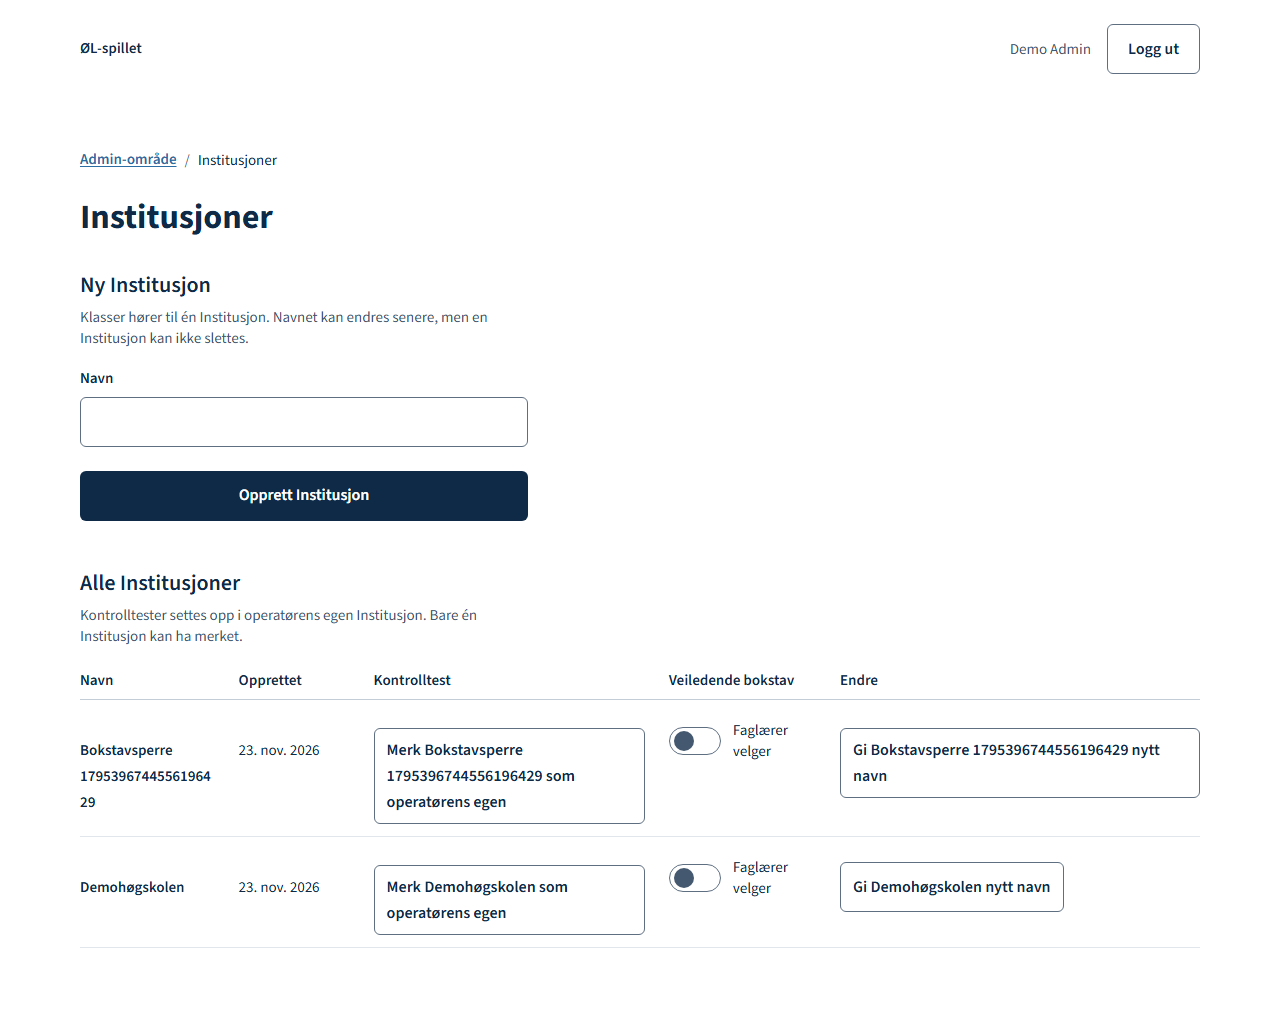 ØL-spillet
Demo Admin
Logg ut
Admin-område / Institusjoner
Institusjoner
Ny Institusjon
Klasser hører til én Institusjon. Navnet kan endres senere, men en
Institusjon kan ikke slettes.
Navn
Opprett Institusjon
Alle Institusjoner
Kontrolltester settes opp i operatørens egen Institusjon. Bare én
Institusjon kan ha merket.
Navn
Opprettet
Kontrolltest
Veiledende bokstav
Endre
Bokstavsperre
17953967445561964
29
23. nov. 2026
Merk Bokstavsperre
1795396744556196429 som
operatørens egen
Faglærer
velger
Gi Bokstavsperre 1795396744556196429 nytt
navn
Demohøgskolen
23. nov. 2026
Merk Demohøgskolen som
operatørens egen
Faglærer
velger
Gi Demohøgskolen nytt navn